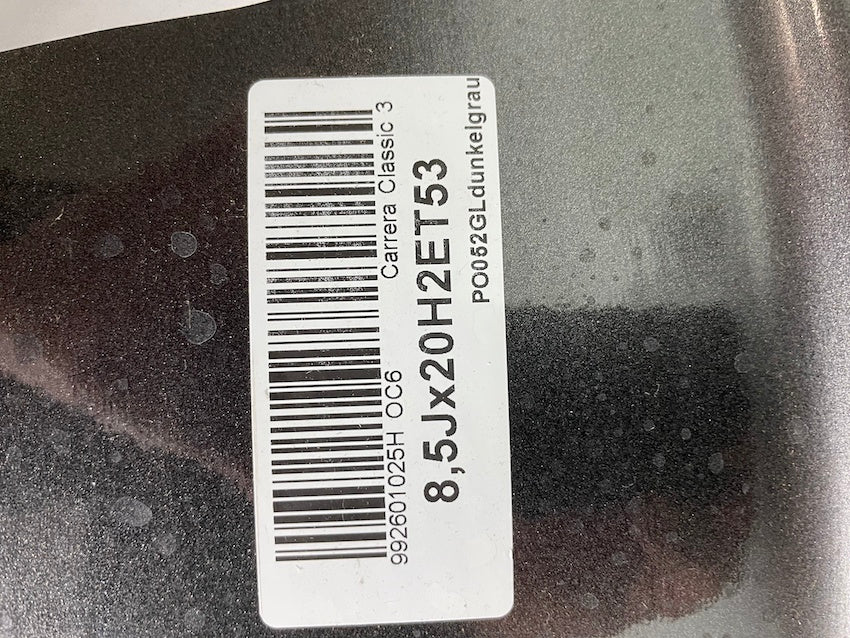 992601025H OC6 Carrera Classic 3
8,5Jx20H2ET53
PO052GLdunkelgrau